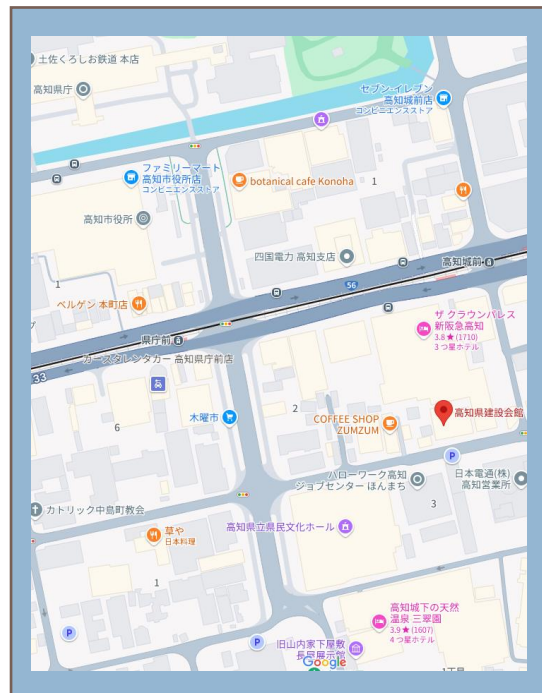 土佐くろしお鉄道 本店
高知県庁
セブン-イレブン
高知城前店
コンビニエンスストア
ファミリーマート
高知市役所店
コンビニエンスストア
botanical cafe Konoha
1
高知市役所
四国電力 高知支店
高知城前
1
56
ベルゲン 本町店
ザ クラウンパレス
新阪急高知
3.8★(1710)
3 つ星ホテル
県庁前
カースタレンタカー 高知県庁前店
33
木曜市
2
6
COFFEE SHOP
ZUMZUM
高知県建設会館
P
ハローワーク高知
ジョブセンター ほんまち
日本電通(株)
高知営業所
カトリック中島町教会
3
高知県立県民文化ホール
草や
日本料理
1
高知城下の天然
温泉 三翠園
3.9★(1607)
4 つ星ホテル
P
P
旧山内家下屋敷
長屋展示館
Google
1丁目